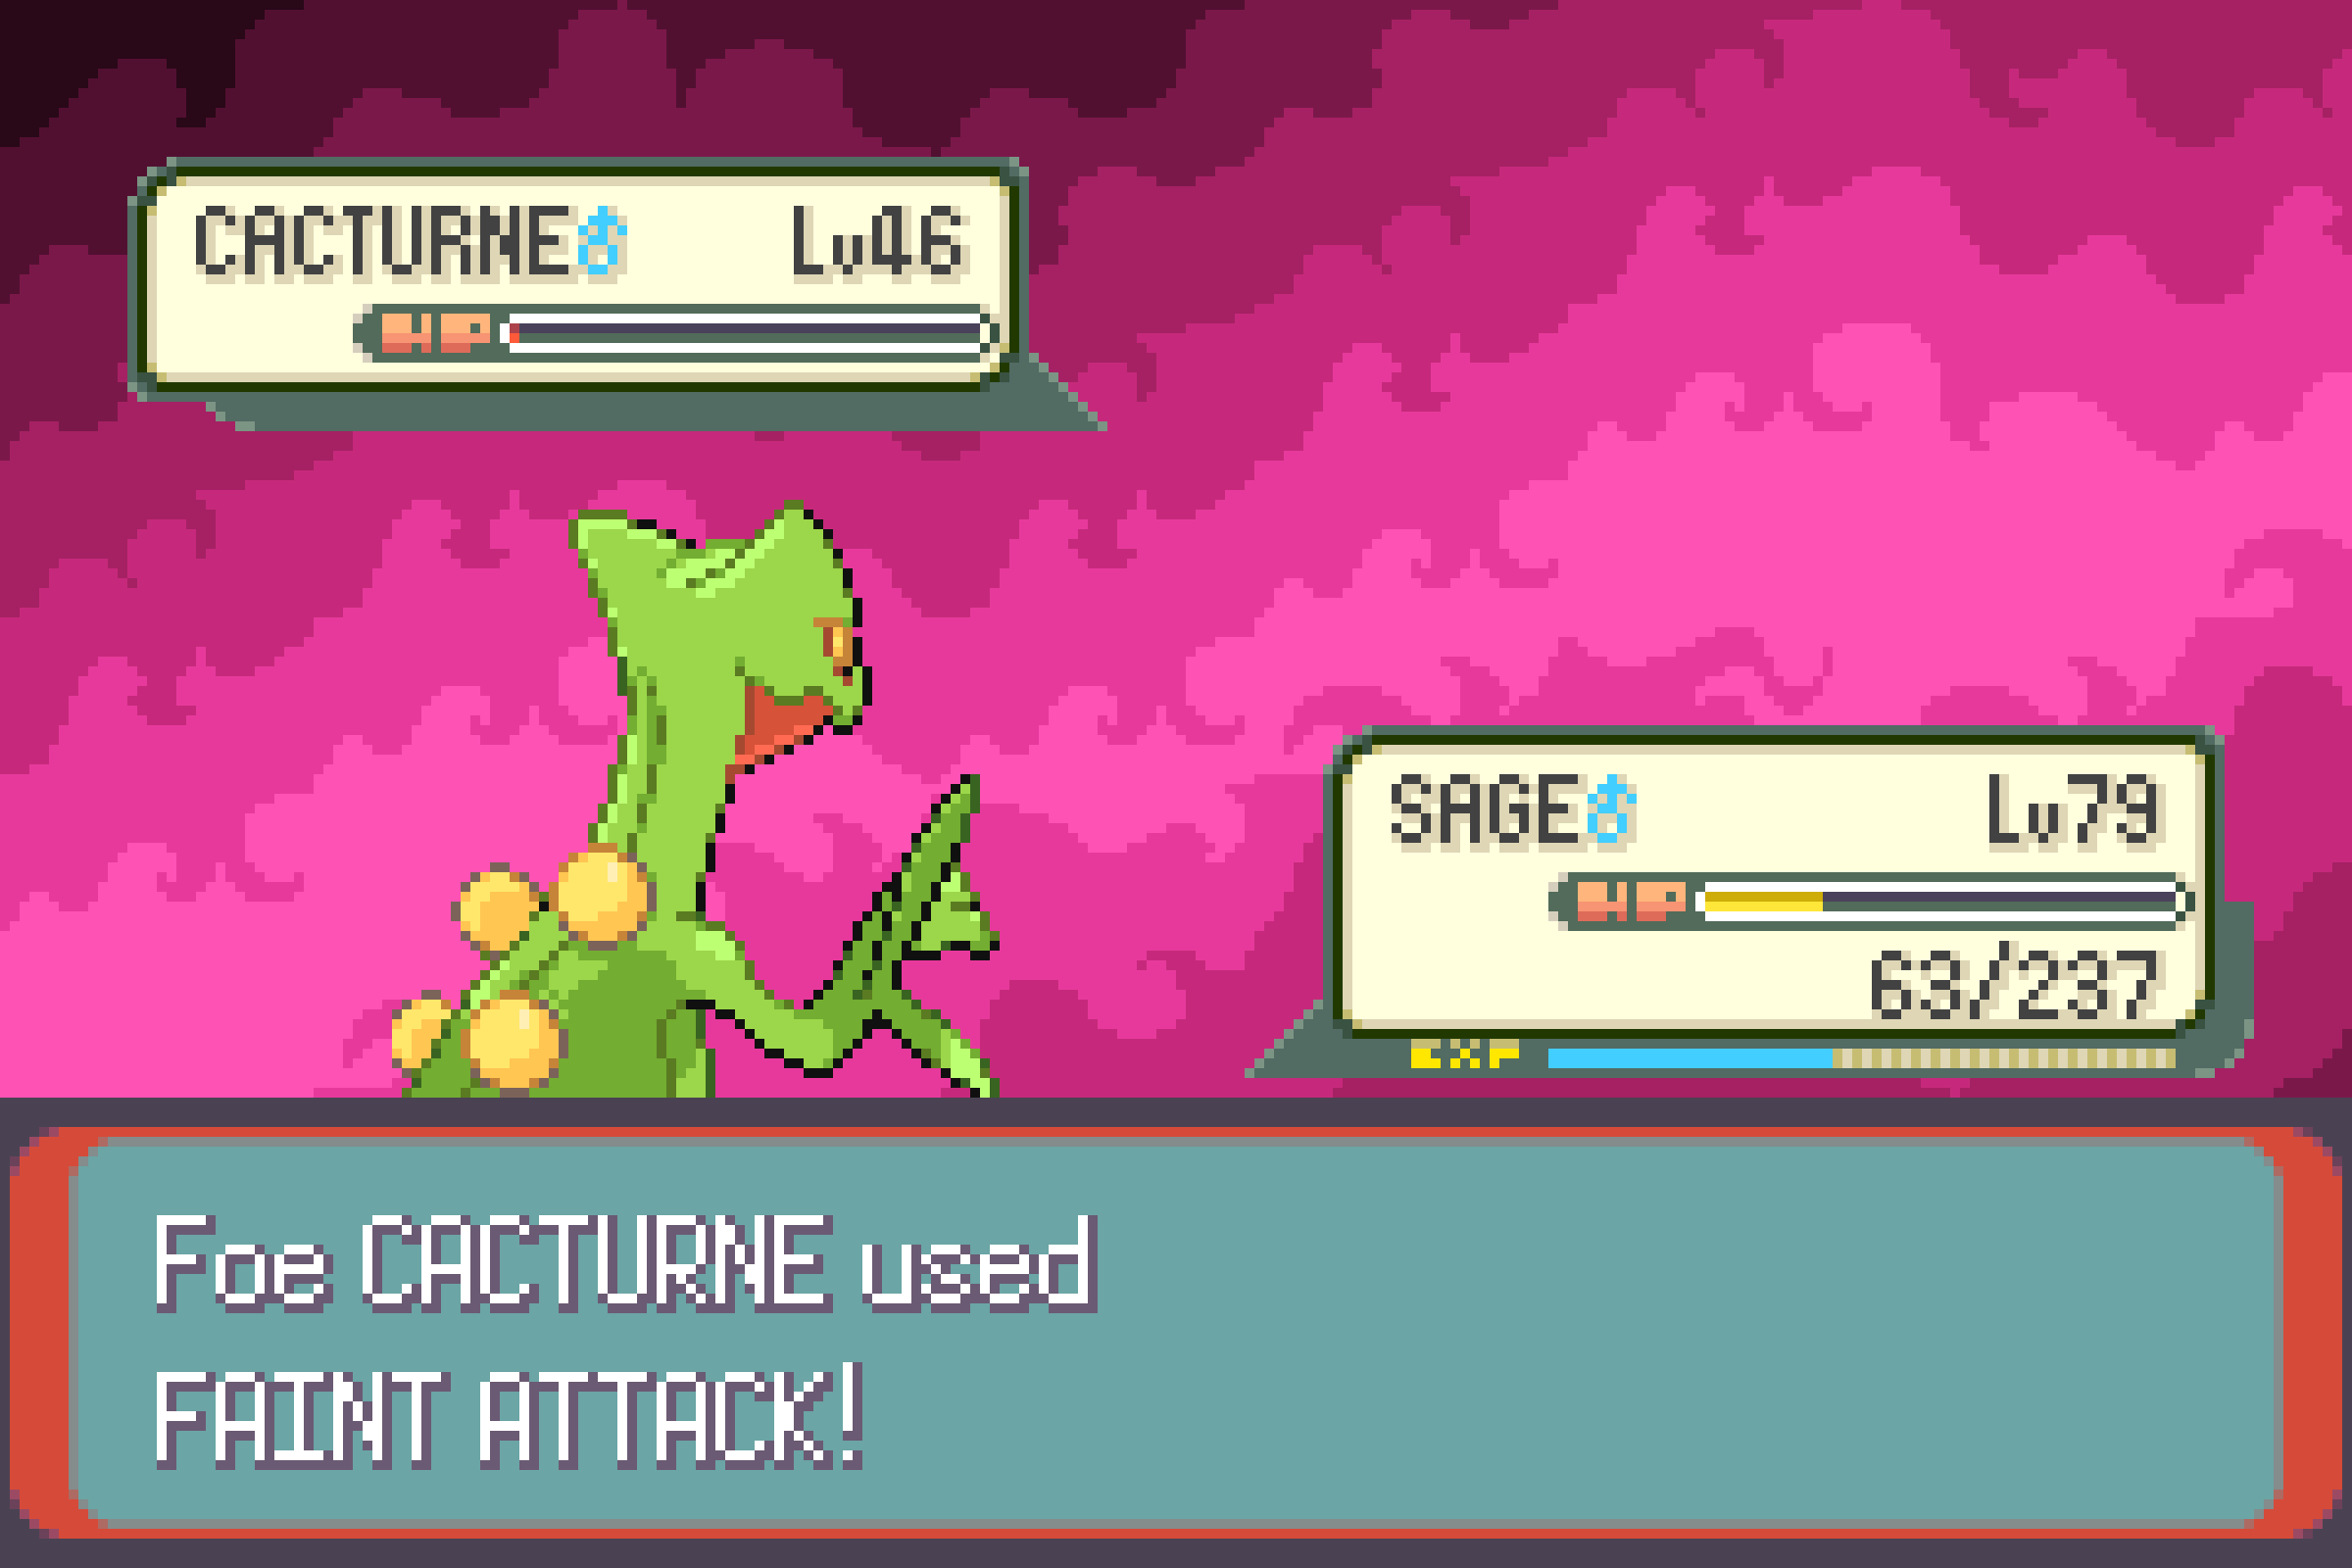 CACTURNE♂ Lv46
HP
SAGE♂ Lv79
HP
63/237
EXP
Foe CACTURNE used
FAINT ATTACK!